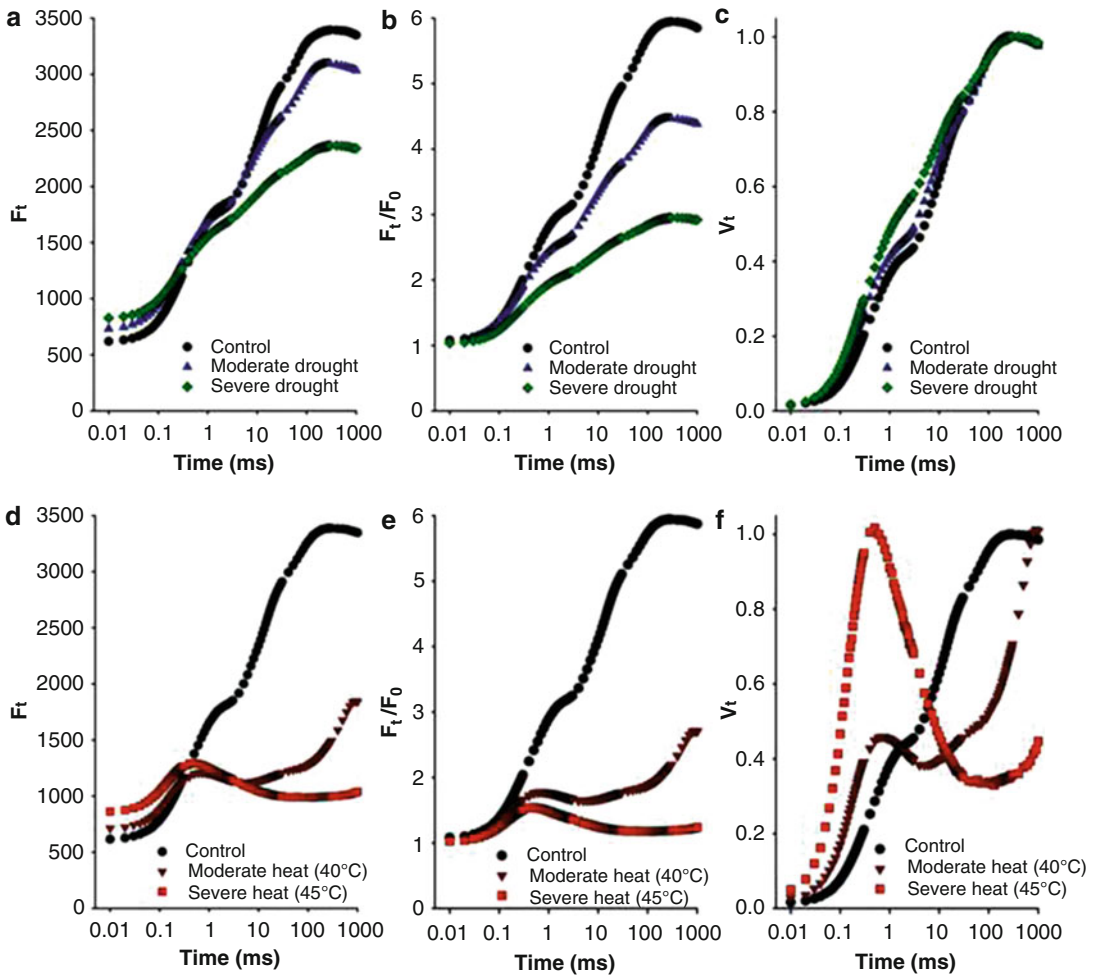 a
3500
3000
2500
2000
1500
1000
500
0
Ft
0.01 0.1 1 10 100 1000
Time (ms)
Control
Moderate drought
Severe drought
b
6
5
4
3
2
1
0
Ft/F0
0.01 0.1 1 10 100 1000
Time (ms)
Control
Moderate drought
Severe drought
c
1.0
0.8
0.6
0.4
0.2
0.0
Vt
0.01 0.1 1 10 100 1000
Time (ms)
Control
Moderate drought
Severe drought
d
3500
3000
2500
2000
1500
1000
500
0
Ft
0.01 0.1 1 10 100 1000
Time (ms)
Control
Moderate heat (40°C)
Severe heat (45°C)
e
6
5
4
3
2
1
0
Ft/F0
0.01 0.1 1 10 100 1000
Time (ms)
Control
Moderate heat (40°C)
Severe heat (45°C)
f
1.0
0.8
0.6
0.4
0.2
0.0
Vt
0.01 0.1 1 10 100 1000
Time (ms)
Control
Moderate heat (40°C)
Severe heat (45°C)